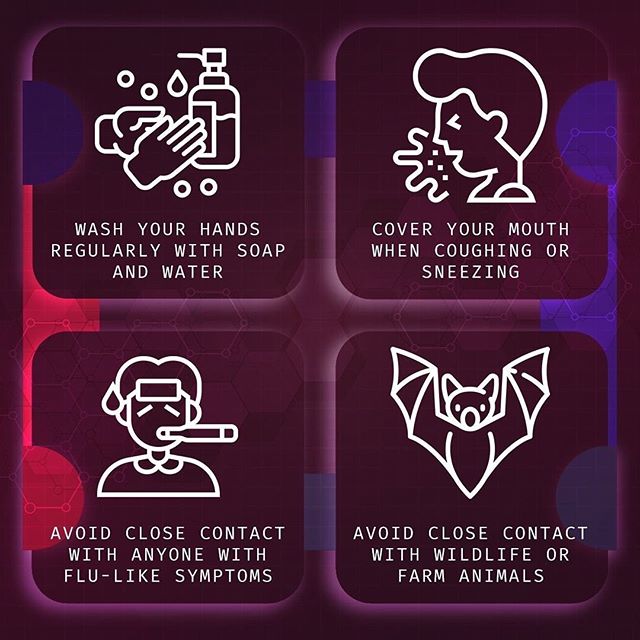 WASH YOUR HANDS
REGULARLY WITH SOAP
AND WATER
COVER YOUR MOUTH
WHEN COUGHING OR
SNEEZING
AVOID CLOSE CONTACT
WITH ANYONE WITH
FLU-LIKE SYMPTOMS
AVOID CLOSE CONTACT
WITH WILDLIFE OR
FARM ANIMALS